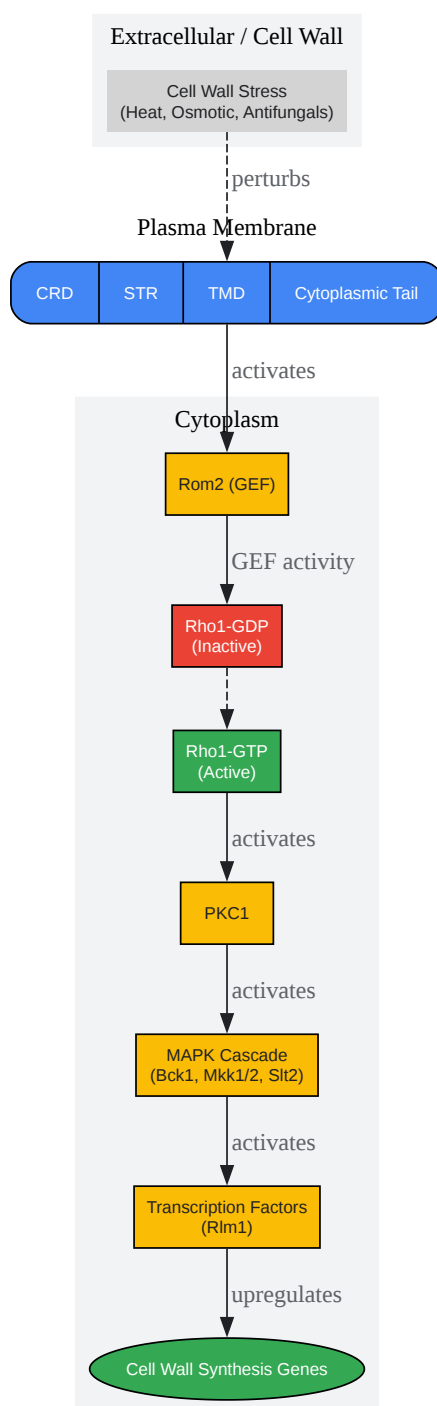 Extracellular / Cell Wall
Cell Wall Stress
(Heat, Osmotic, Antifungals)
perturbs
Plasma Membrane
CRD STR TMD Cytoplasmic Tail
activates
Cytoplasm
Rom2 (GEF)
GEF activity
Rho1-GDP
(Inactive)
Rho1-GTP
(Active)
activates
PKC1
activates
MAPK Cascade
(Bck1, Mkk1/2, Slt2)
activates
Transcription Factors
(Rlm1)
upregulates
Cell Wall Synthesis Genes